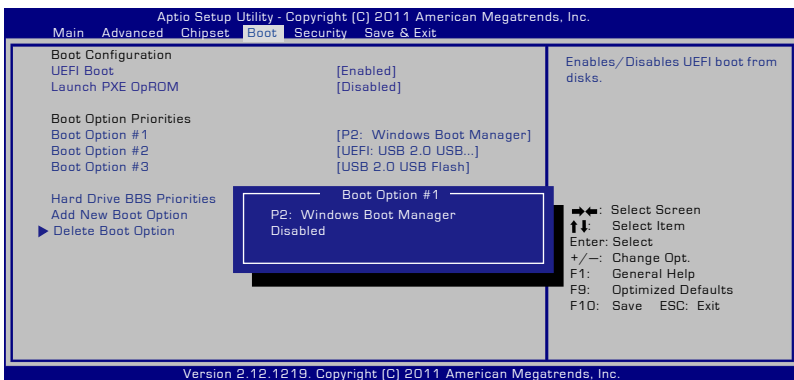 Aptio Setup Utility - Copyright (C) 2011 American Megatrends, Inc.
Main Advanced Chipset Boot Security Save & Exit
Boot Configuration
UEFI Boot [Enabled]
Launch PXE OpROM [Disabled]
Boot Option Priorities
Boot Option #1 [P2: Windows Boot Manager]
Boot Option #2 [UEFI: USB 2.0 USB...]
Boot Option #3 [USB 2.0 USB Flash]
Hard Drive BBS Priorities
Add New Boot Option
Delete Boot Option
Boot Option #1
P2: Windows Boot Manager
Disabled
Enables/Disables UEFI boot from
disks.
→←: Select Screen
↑↓: Select Item
Enter: Select
+/—: Change Opt.
F1: General Help
F9: Optimized Defaults
F10: Save ESC: Exit
Version 2.12.1219. Copyright (C) 2011 American Megatrends, Inc.